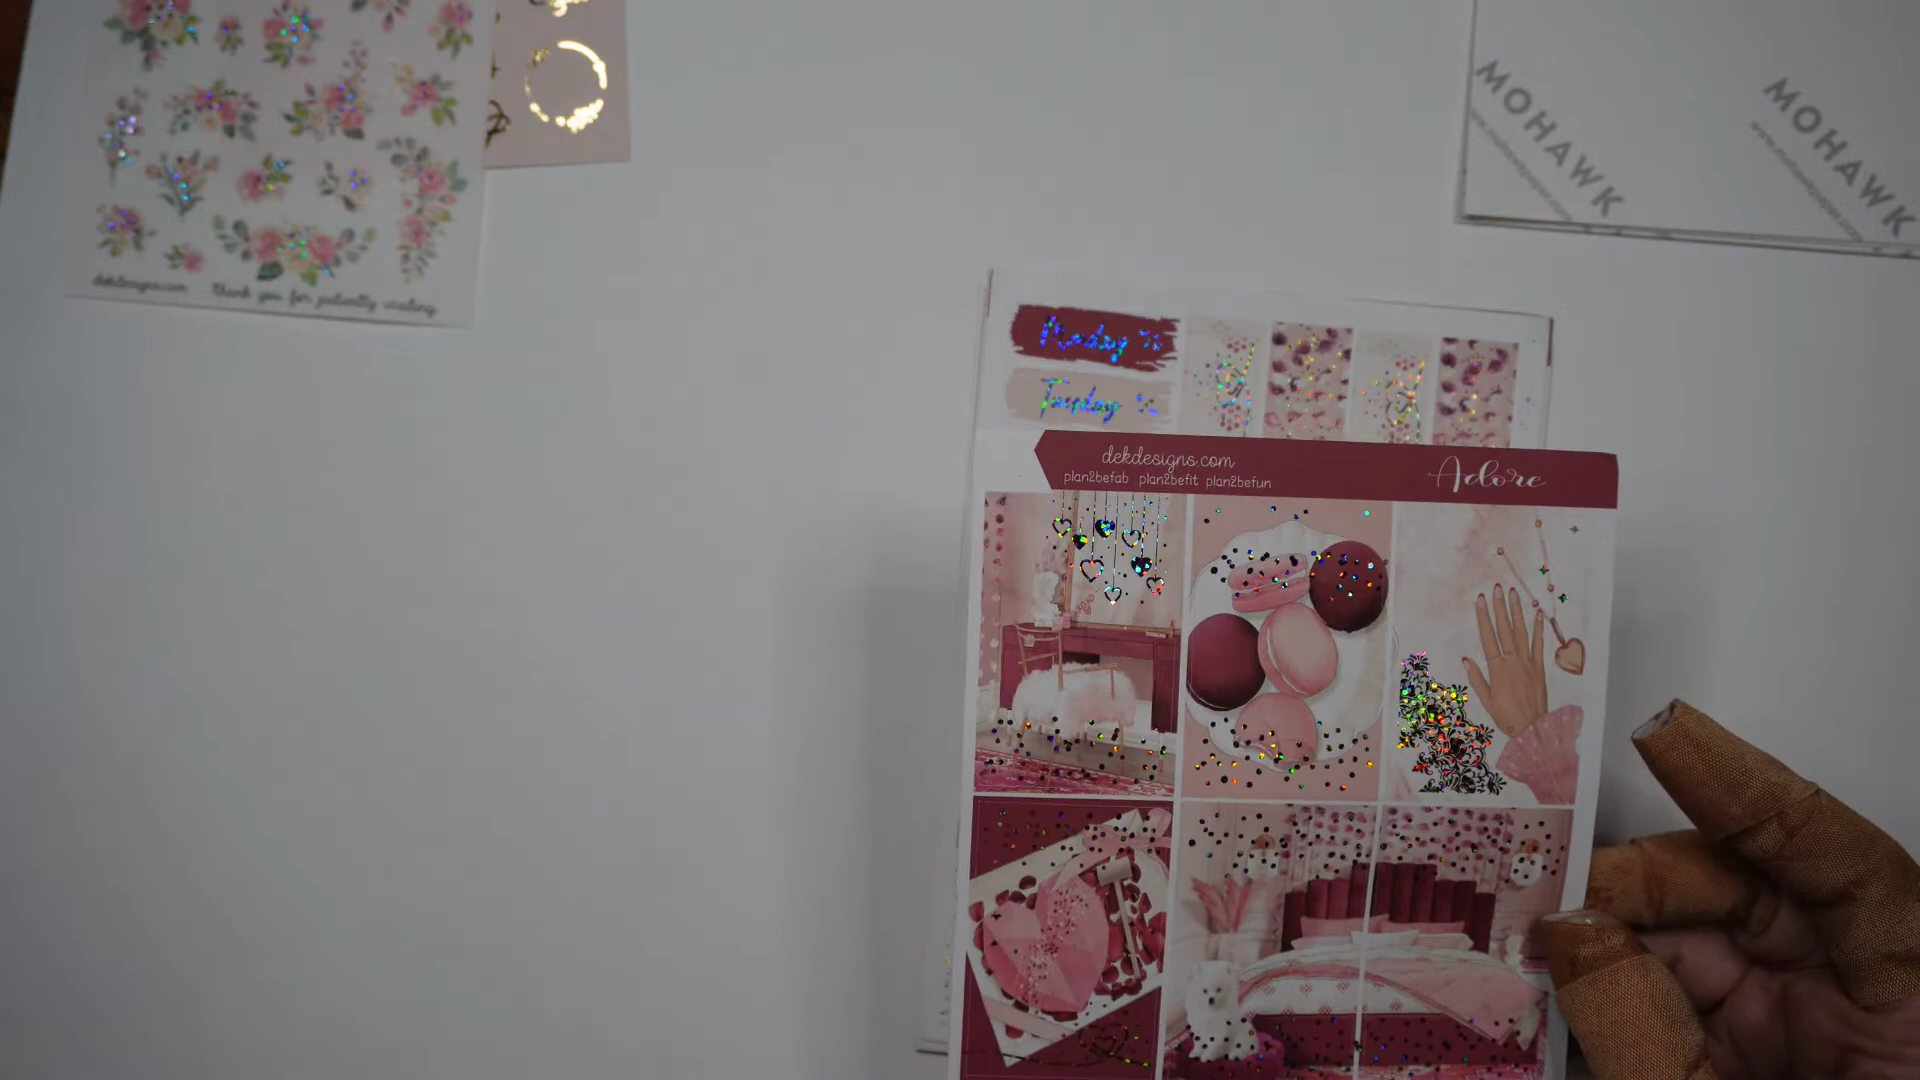 dekdesigns.com thank you for patiently waiting
MOHAWK
MOHAWK
Monday
Tuesday
dekdesigns.com
Adore
plan2befab plan2befit plan2befun